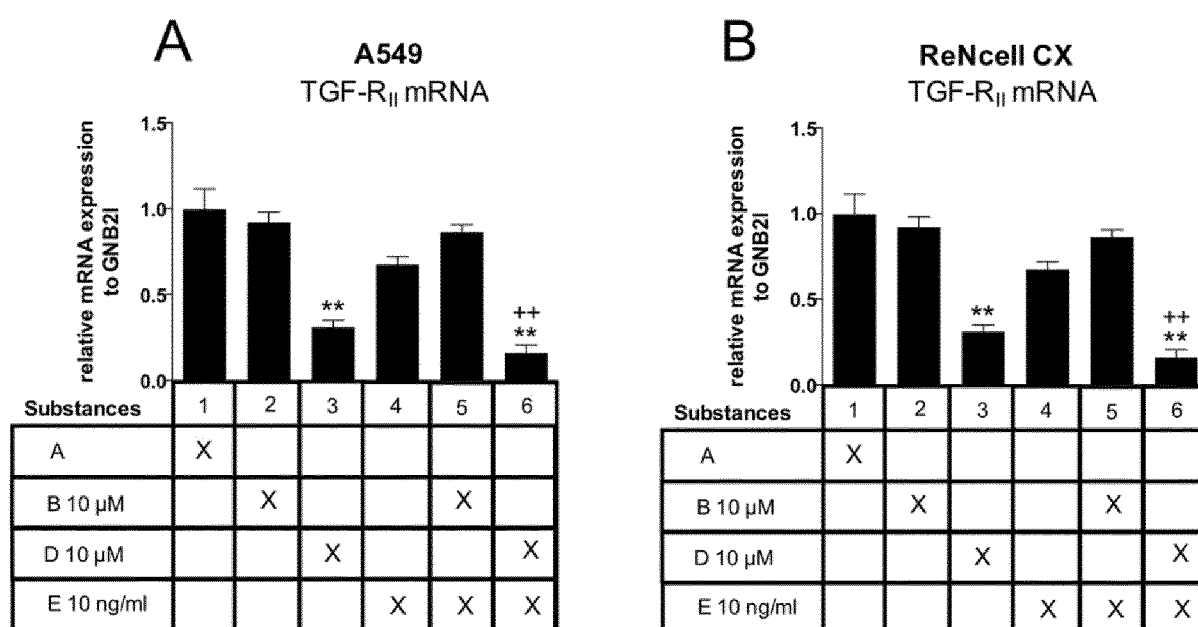 A
A549
TGF-RII mRNA
relative mRNA expression
to GNB2l
1.5
1.0
0.5
0.0
**
++
**
Substances 1 2 3 4 5 6
A X
B 10 µM X X
D 10 µM X X
E 10 ng/ml X X X
B
ReNcell CX
TGF-RII mRNA
relative mRNA expression
to GNB2l
1.5
1.0
0.5
0.0
**
++
**
Substances 1 2 3 4 5 6
A X
B 10 µM X X
D 10 µM X X
E 10 ng/ml X X X